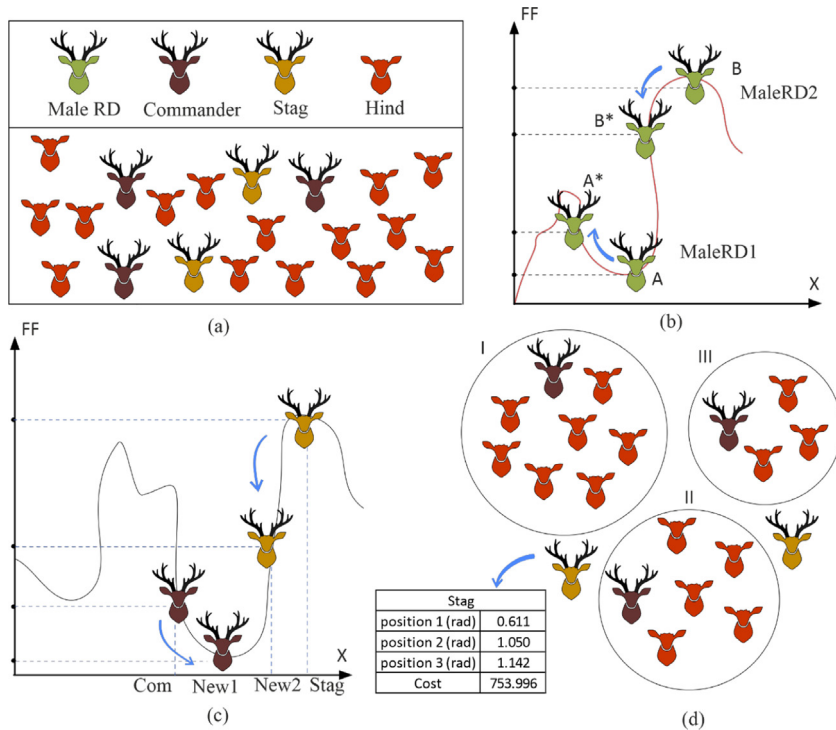 Male RD Commander Stag Hind
(a)
FF
B
MaleRD2
B*
A*
MaleRD1
A
X
(b)
FF
X
Com New1 New2 Stag
(c)
I
III
II
Stag
position 1 (rad) 0.611
position 2 (rad) 1.050
position 3 (rad) 1.142
Cost 753.996
(d)